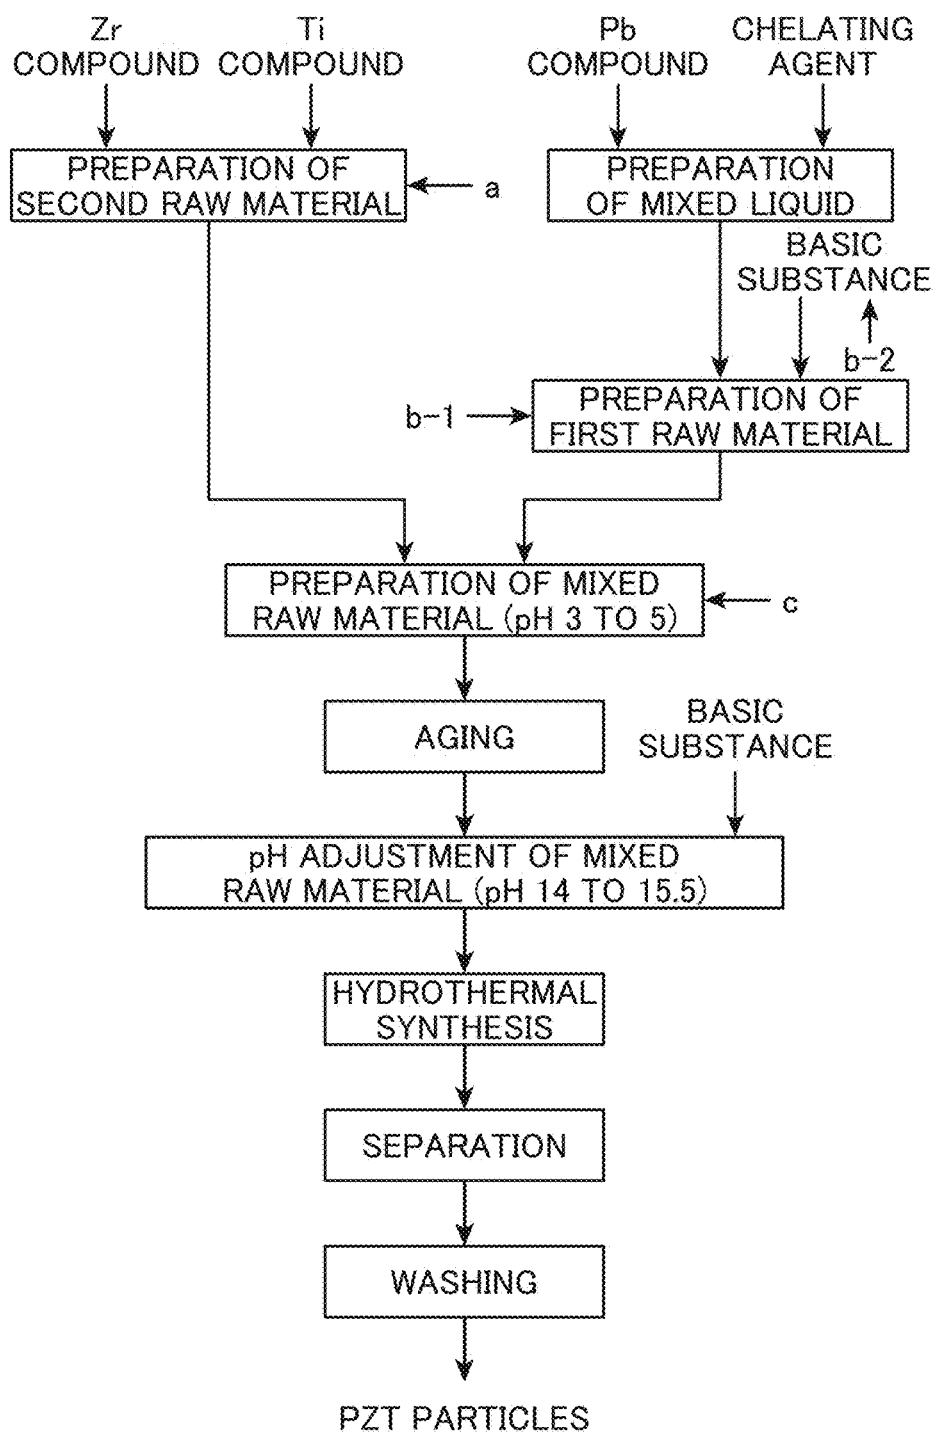 Zr
COMPOUND
Ti
COMPOUND
Pb
COMPOUND
CHELATING
AGENT
PREPARATION OF
SECOND RAW MATERIAL
a
PREPARATION
OF MIXED LIQUID
BASIC
SUBSTANCE
b-2
b-1
PREPARATION OF
FIRST RAW MATERIAL
PREPARATION OF MIXED
RAW MATERIAL (pH 3 TO 5)
c
AGING
BASIC
SUBSTANCE
pH ADJUSTMENT OF MIXED
RAW MATERIAL (pH 14 TO 15.5)
HYDROTHERMAL
SYNTHESIS
SEPARATION
WASHING
PZT PARTICLES